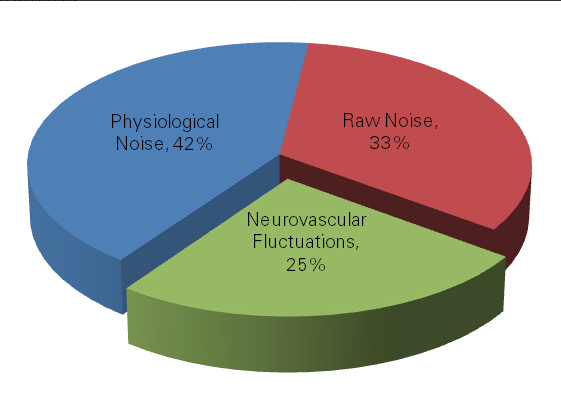 Physiological
Noise, 42%
Raw Noise,
33%
Neurovascular
Fluctuations,
25%